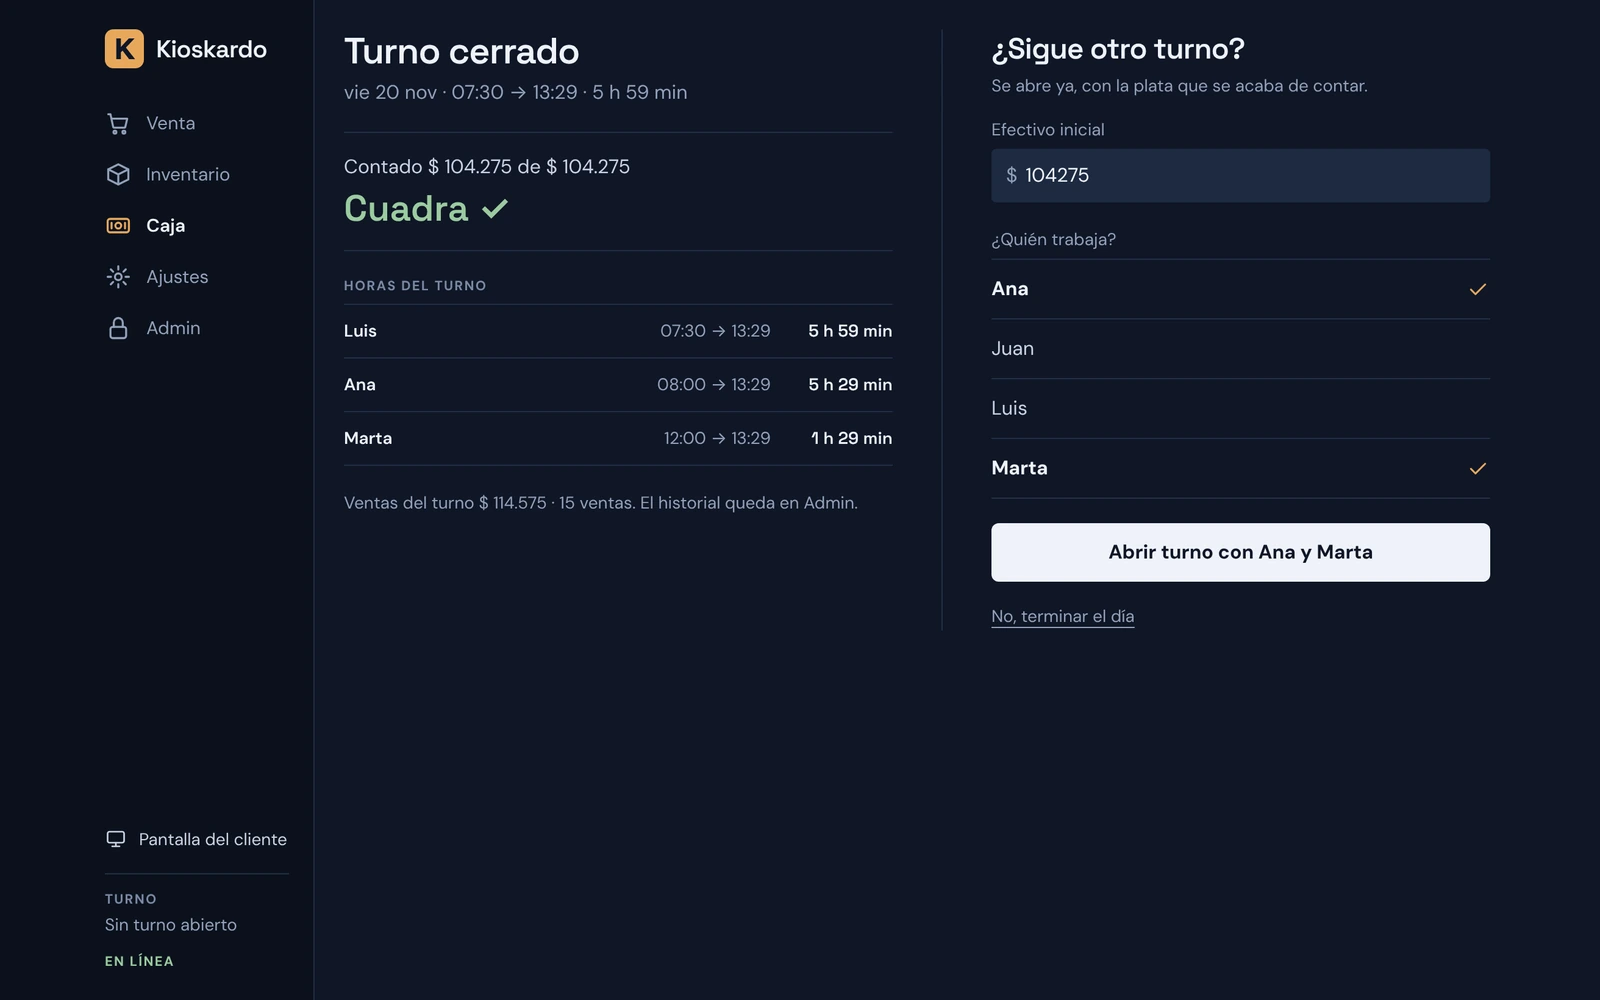 K Kioskardo
Venta
Inventario
Caja
Ajustes
Admin
Pantalla del cliente
TURNO
Sin turno abierto
EN LÍNEA
Turno cerrado
vie 20 nov · 07:30 → 13:29 · 5 h 59 min
Contado $ 104.275 de $ 104.275
Cuadra ✓
HORAS DEL TURNO
Luis 07:30 → 13:29 5 h 59 min
Ana 08:00 → 13:29 5 h 29 min
Marta 12:00 → 13:29 1 h 29 min
Ventas del turno $ 114.575 · 15 ventas. El historial queda en Admin.
¿Sigue otro turno?
Se abre ya, con la plata que se acaba de contar.
Efectivo inicial
$ 104275
¿Quién trabaja?
Ana ✓
Juan
Luis
Marta ✓
Abrir turno con Ana y Marta
No, terminar el día